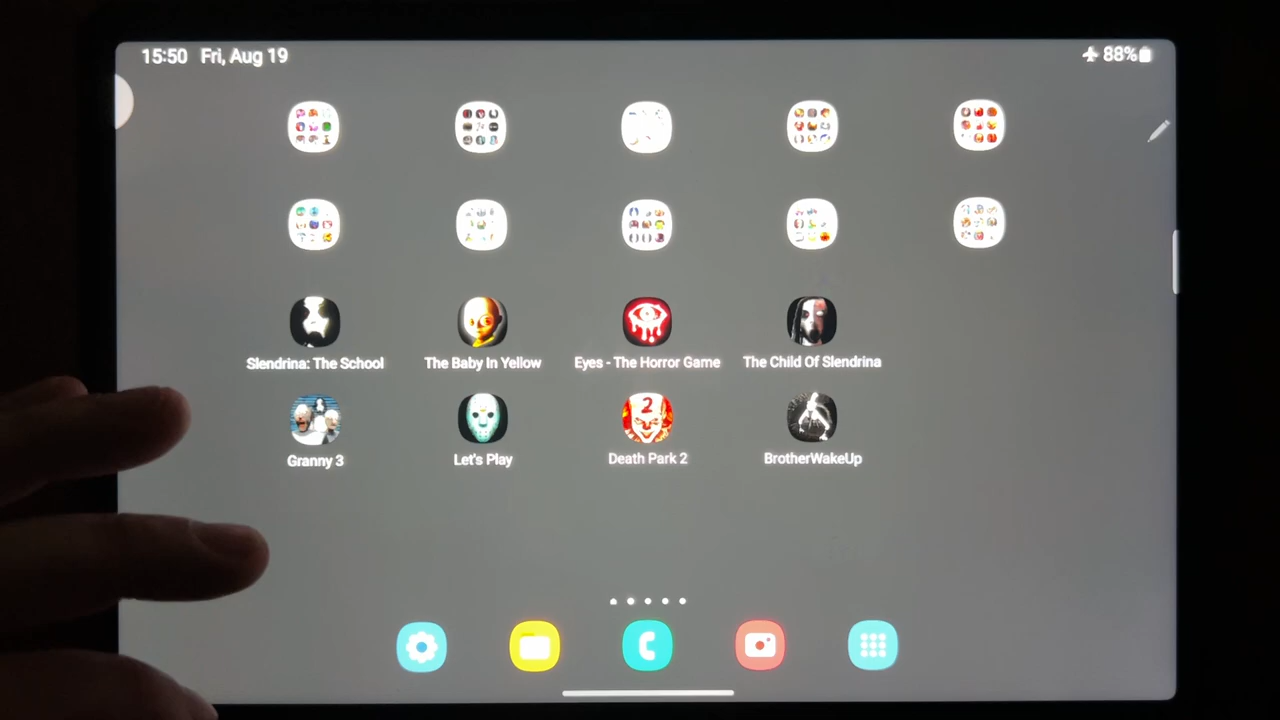 15:50 Fri, Aug 19 88%
Slendrina: The School The Baby In Yellow Eyes - The Horror Game The Child Of Slendrina
2
Granny 3 Let's Play Death Park 2 BrotherWakeUp